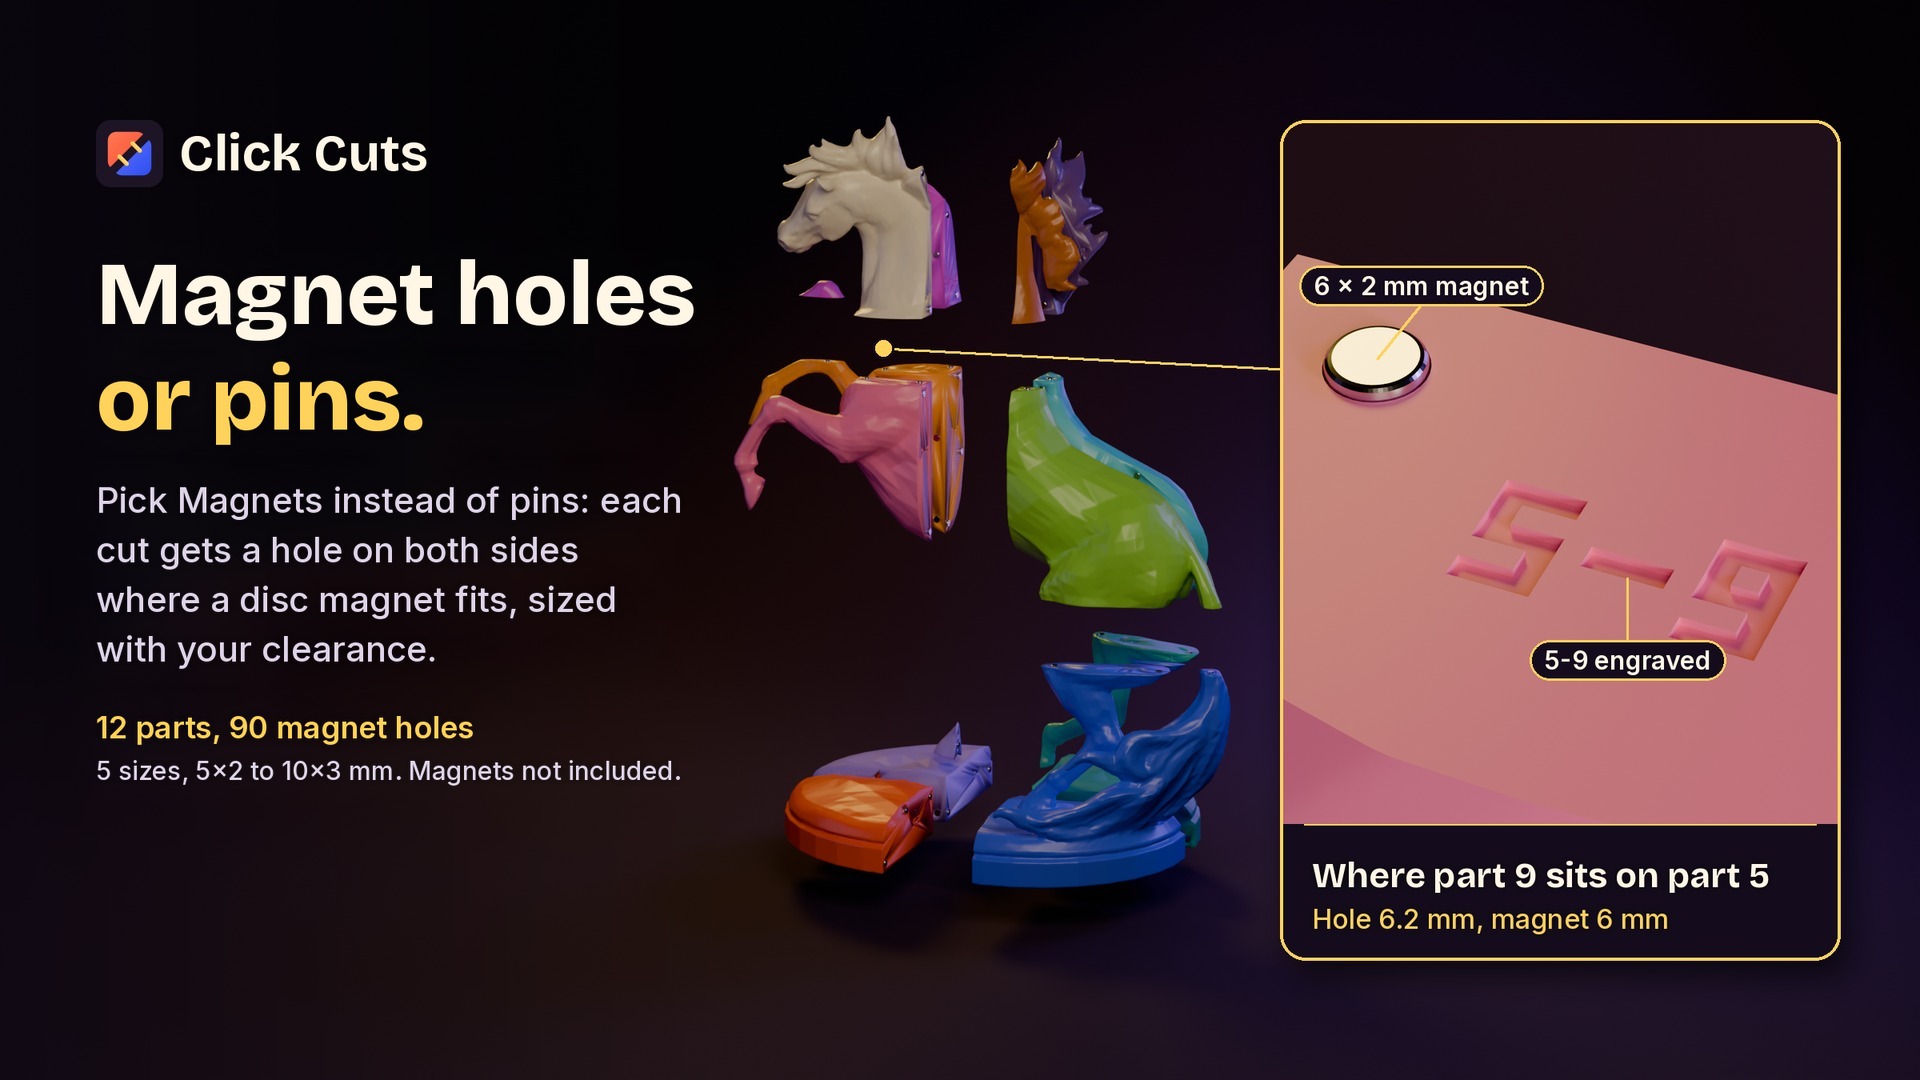 Click Cuts
Magnet holes
or pins.
Pick Magnets instead of pins: each
cut gets a hole on both sides
where a disc magnet fits, sized
with your clearance.
12 parts, 90 magnet holes
5 sizes, 5×2 to 10×3 mm. Magnets not included.
6 × 2 mm magnet
5-9
5-9 engraved
Where part 9 sits on part 5
Hole 6.2 mm, magnet 6 mm